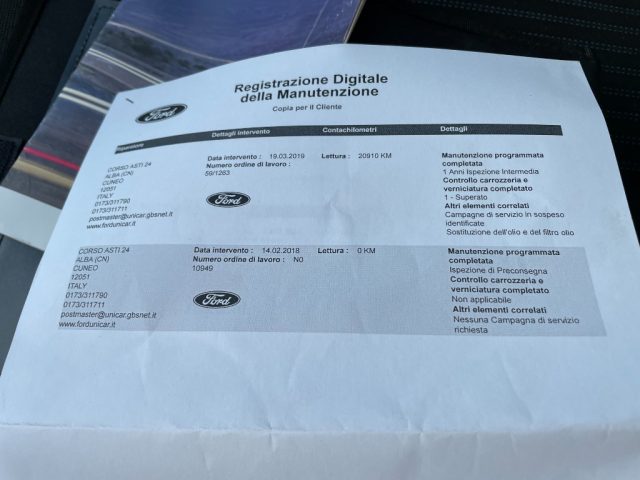 Registrazione Digitale
della Manutenzione
Copia per il Cliente
Ford
Riparatore Dettagli intervento Contachilometri Dettagli
CORSO ASTI 24
ALBA (CN)
CUNEO
12051
ITALY
0173/311790
0173/311711
postmaster@unicar.gbsnet.it
www.fordunicar.it
Data intervento : 19.03.2019
Numero ordine di lavoro :
59/1263
Ford
Lettura : 20910 KM
Manutenzione programmata
completata
1 Anni Ispezione Intermedia
Controllo carrozzeria e
verniciatura completato
1 - Superato
Altri elementi correlati
Campagne di servizio in sospeso
identificate
Sostituzione dell'olio e del filtro olio
CORSO ASTI 24
ALBA (CN)
CUNEO
12051
ITALY
0173/311790
0173/311711
postmaster@unicar.gbsnet.it
www.fordunicar.it
Data intervento : 14.02.2018
Numero ordine di lavoro : N0
10949
Ford
Lettura : 0 KM
Manutenzione programmata
completata
Ispezione di Preconsegna
Controllo carrozzeria e
verniciatura completato
Non applicabile
Altri elementi correlati
Nessuna Campagna di servizio
richiesta